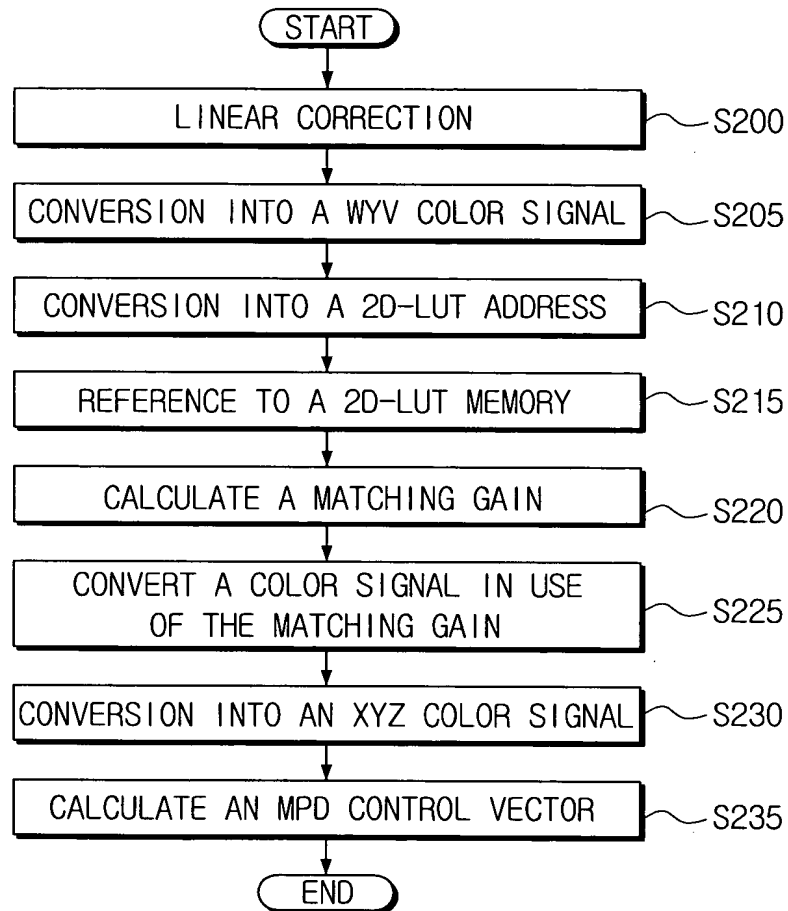 START
LINEAR CORRECTION
S200
CONVERSION INTO A WYV COLOR SIGNAL
S205
CONVERSION INTO A 2D-LUT ADDRESS
S210
REFERENCE TO A 2D-LUT MEMORY
S215
CALCULATE A MATCHING GAIN
S220
CONVERT A COLOR SIGNAL IN USE
OF THE MATCHING GAIN
S225
CONVERSION INTO AN XYZ COLOR SIGNAL
S230
CALCULATE AN MPD CONTROL VECTOR
S235
END